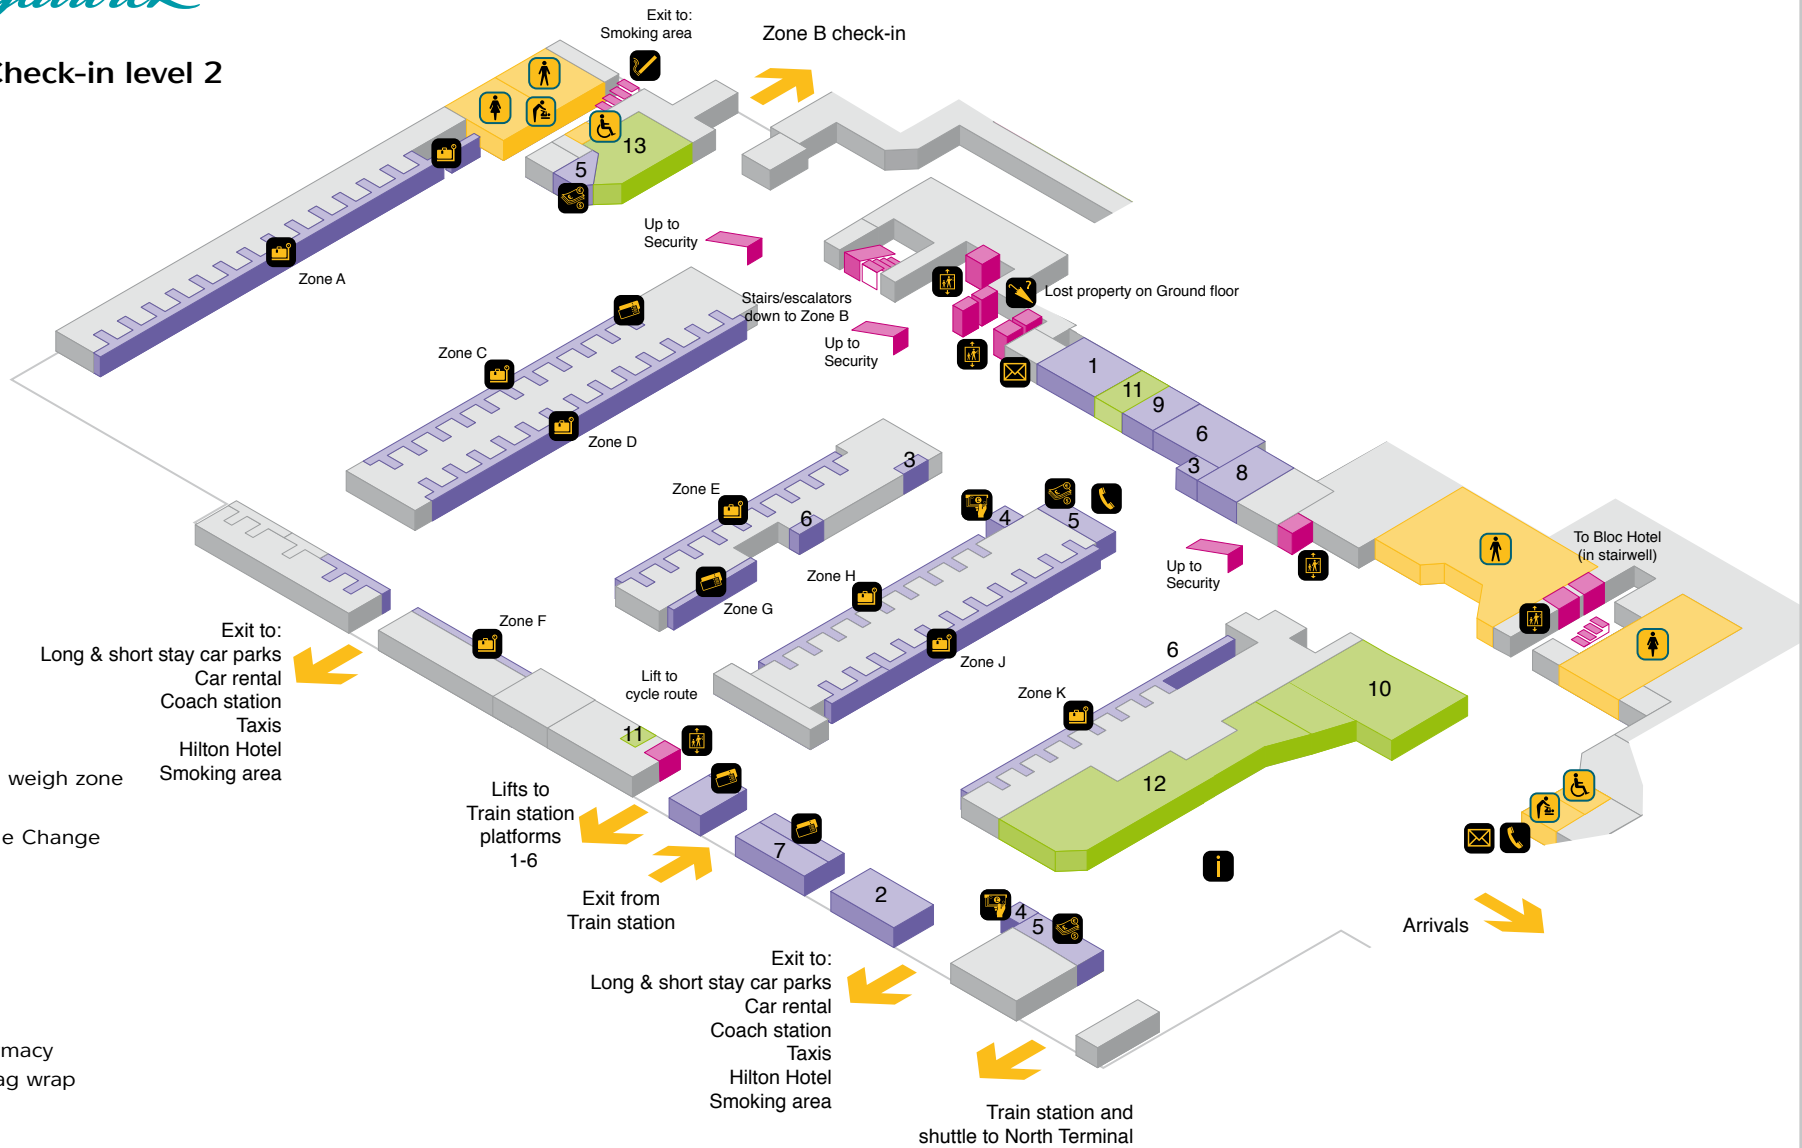 Check-in level 2
Exit to:
Smoking area
Zone B check-in
13
5
Up to
Security
Zone A
Stairs/escalators
down to Zone B
Lost property on Ground floor
Up to
Security
Zone C
Zone D
1
11
9
6
3
8
Zone E
3
6
4
5
Zone G
Zone H
Zone J
Up to
Security
To Bloc Hotel
(in stairwell)
Zone F
Exit to:
Long & short stay car parks
Car rental
Coach station
Taxis
Hilton Hotel
Smoking area
Lift to
cycle route
11
Zone K
6
10
12
weigh zone
e Change
Lifts to
Train station
platforms
1-6
7
2
Exit from
Train station
i
4
5
Arrivals
Exit to:
Long & short stay car parks
Car rental
Coach station
Taxis
Hilton Hotel
Smoking area
macy
ag wrap
Train station and
shuttle to North Terminal